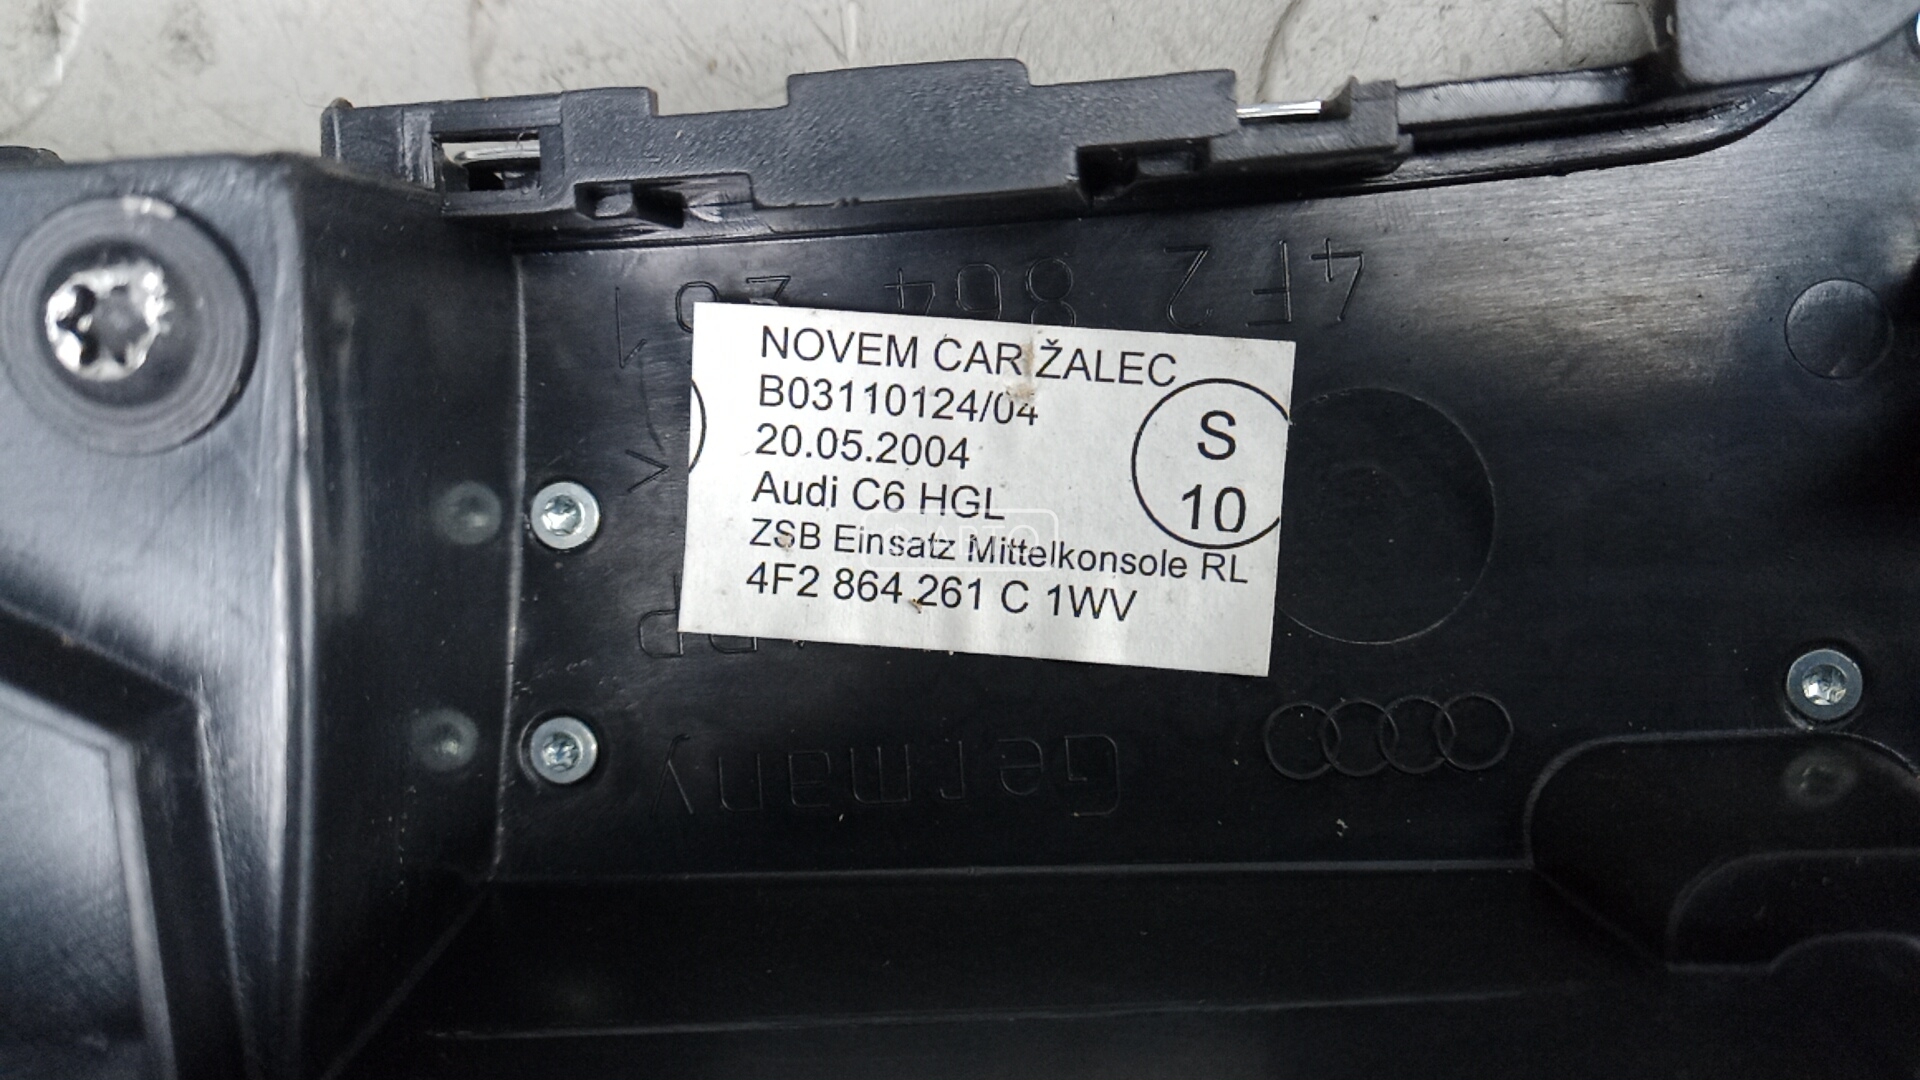 4F2 864 261
NOVEM CAR ŽALEC
B03110124/04
20.05.2004
Audi C6 HGL
ZSB Einsatz Mittelkonsole RL
4F2 864 261 C 1WV
S
10
Germany